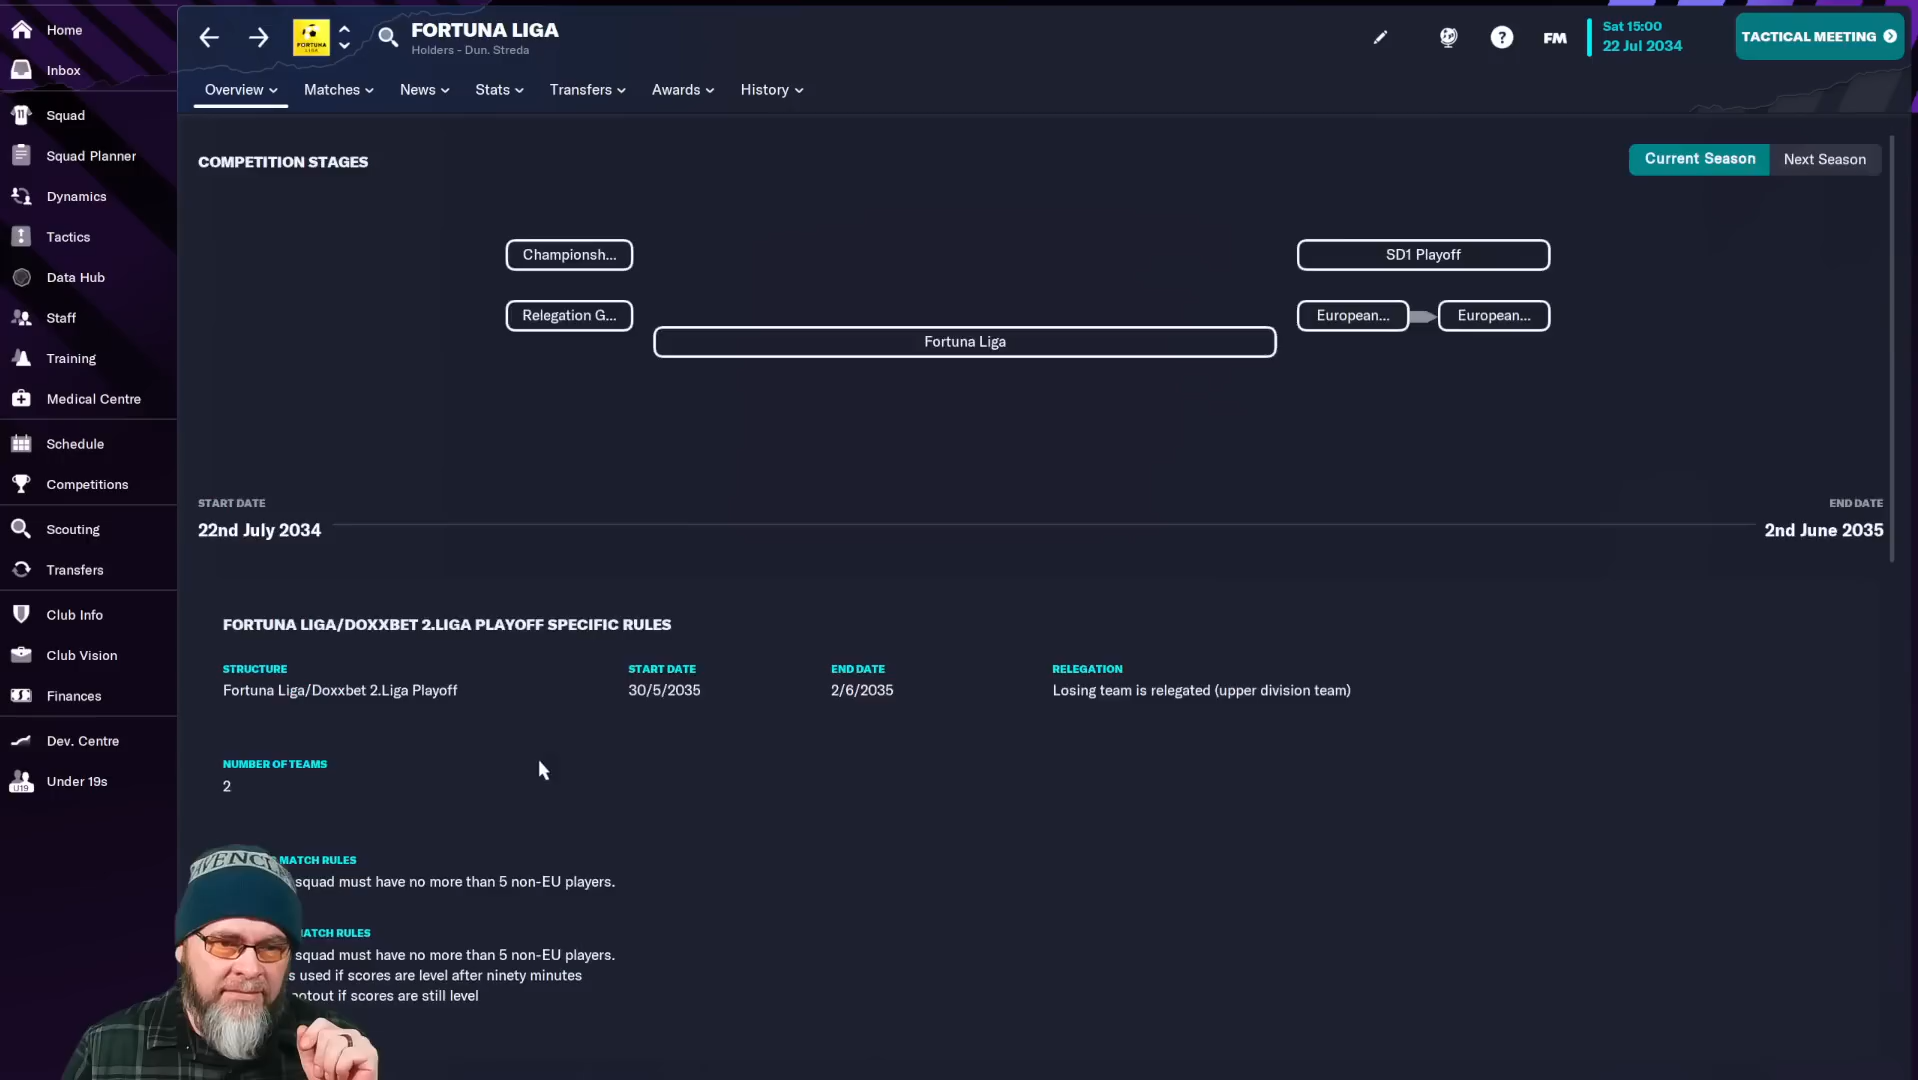 Home
Inbox
Squad
Squad Planner
Dynamics
Tactics
Data Hub
Staff
Training
Medical Centre
Schedule
Competitions
Scouting
Transfers
Club Info
Club Vision
Finances
Dev. Centre
U19
Under 19s
FORTUNA LIGA
FORTUNA LIGA
Holders - Dun. Streda
?
FM
Sat 15:00
22 Jul 2034
TACTICAL MEETING
Overview
Matches
News
Stats
Transfers
Awards
History
COMPETITION STAGES
Current Season
Next Season
Championsh...
SD1 Playoff
Relegation G...
European...
European...
Fortuna Liga
START DATE
END DATE
22nd July 2034
2nd June 2035
FORTUNA LIGA/DOXXBET 2.LIGA PLAYOFF SPECIFIC RULES
STRUCTURE
START DATE
END DATE
RELEGATION
Fortuna Liga/Doxxbet 2.Liga Playoff
30/5/2035
2/6/2035
Losing team is relegated (upper division team)
NUMBER OF TEAMS
2
MATCH RULES
squad must have no more than 5 non-EU players.
MATCH RULES
squad must have no more than 5 non-EU players.
s used if scores are level after ninety minutes
ootout if scores are still level